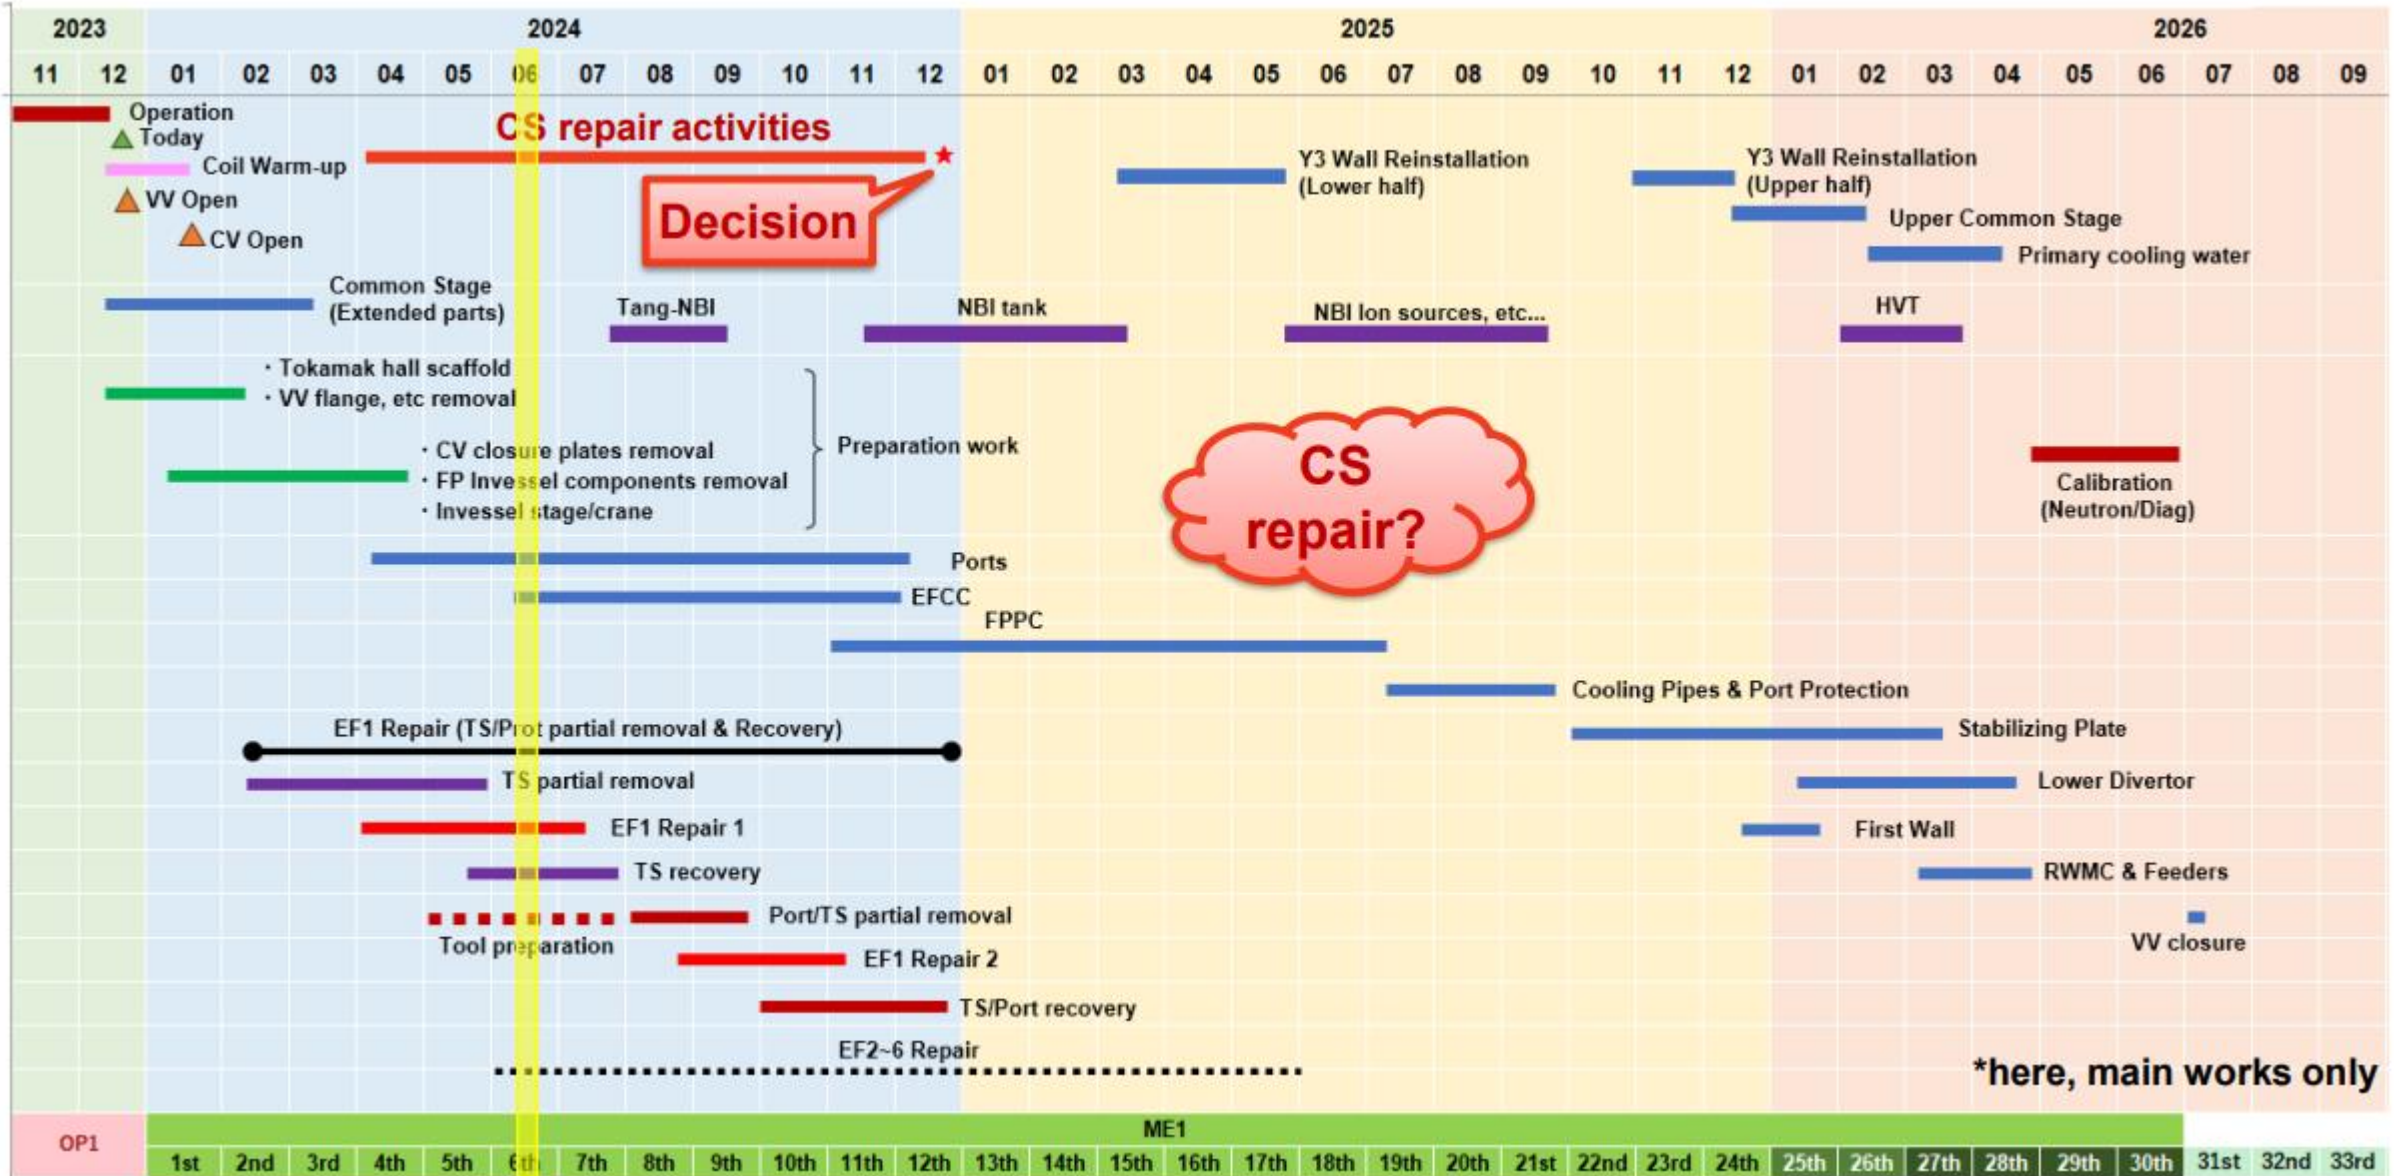 2023 2024 2025 2026
11 12 01 02 03 04 05 06 07 08 09 10 11 12 01 02 03 04 05 06 07 08 09 10 11 12 01 02 03 04 05 06 07 08 09
Operation
Today
Coil Warm-up
VV Open
CV Open
CS repair activities
Decision
Y3 Wall Reinstallation
(Lower half)
Y3 Wall Reinstallation
(Upper half)
Upper Common Stage
Primary cooling water
Common Stage
(Extended parts)
Tang-NBI
NBI tank
NBI Ion sources, etc...
HVT
・Tokamak hall scaffold
・VV flange, etc removal
・CV closure plates removal
・FP Invessel components removal
・Invessel stage/crane
Preparation work
CS
repair?
Calibration
(Neutron/Diag)
Ports
EFCC
FPPC
Cooling Pipes & Port Protection
EF1 Repair (TS/Prot partial removal & Recovery)
Stabilizing Plate
TS partial removal
Lower Divertor
EF1 Repair 1
First Wall
TS recovery
RWMC & Feeders
Port/TS partial removal
Tool preparation
VV closure
EF1 Repair 2
TS/Port recovery
EF2~6 Repair
*here, main works only
OP1
ME1
1st 2nd 3rd 4th 5th 6th 7th 8th 9th 10th 11th 12th 13th 14th 15th 16th 17th 18th 19th 20th 21st 22nd 23rd 24th 25th 26th 27th 28th 29th 30th 31st 32nd 33rd